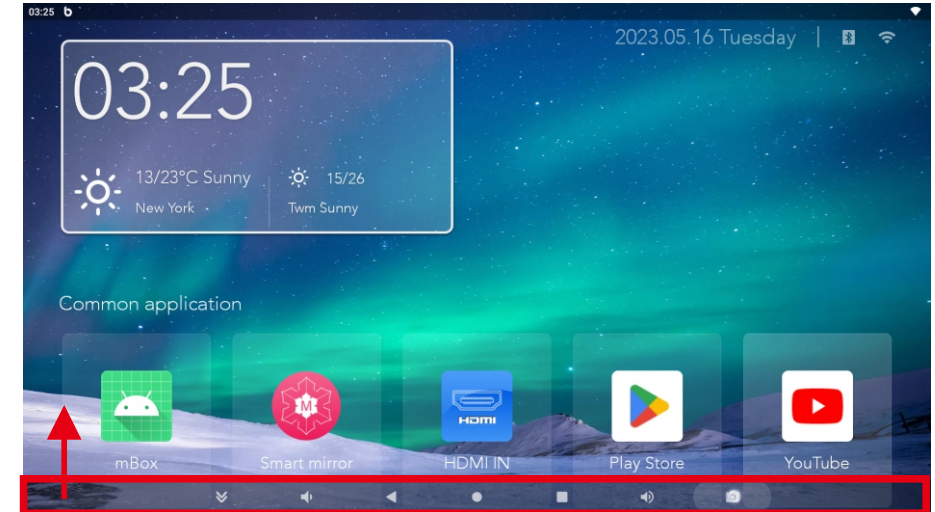 03:25 b
2023.05.16 Tuesday |
03:25
13/23°C Sunny 15/26
New York Twm Sunny
Common application
M
HDMI
mBox Smart mirror HDMI IN Play Store YouTube